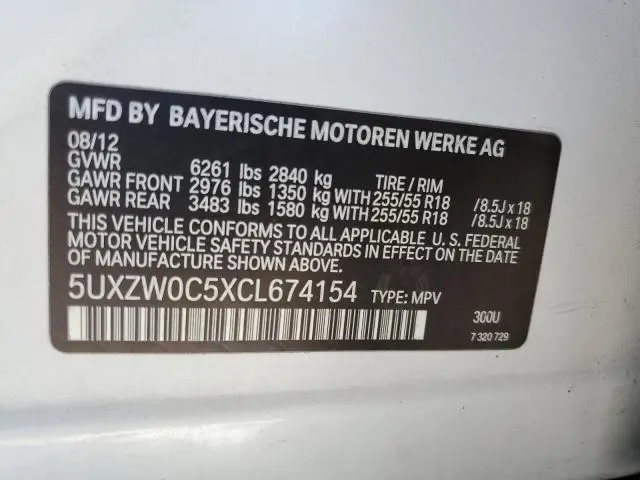 MFD BY BAYERISCHE MOTOREN WERKE AG
08/12
GVWR 6261 lbs 2840 kg TIRE / RIM
GAWR FRONT 2976 lbs 1350 kg WITH 255/55 R18 /8.5J x 18
GAWR REAR 3483 lbs 1580 kg WITH 255/55 R18 /8.5J x 18
THIS VEHICLE CONFORMS TO ALL APPLICABLE U. S. FEDERAL
MOTOR VEHICLE SAFETY STANDARDS IN EFFECT ON THE
DATE OF MANUFACTURE SHOWN ABOVE.
5UXZW0C5XCL674154 TYPE: MPV
300U
7 320 729